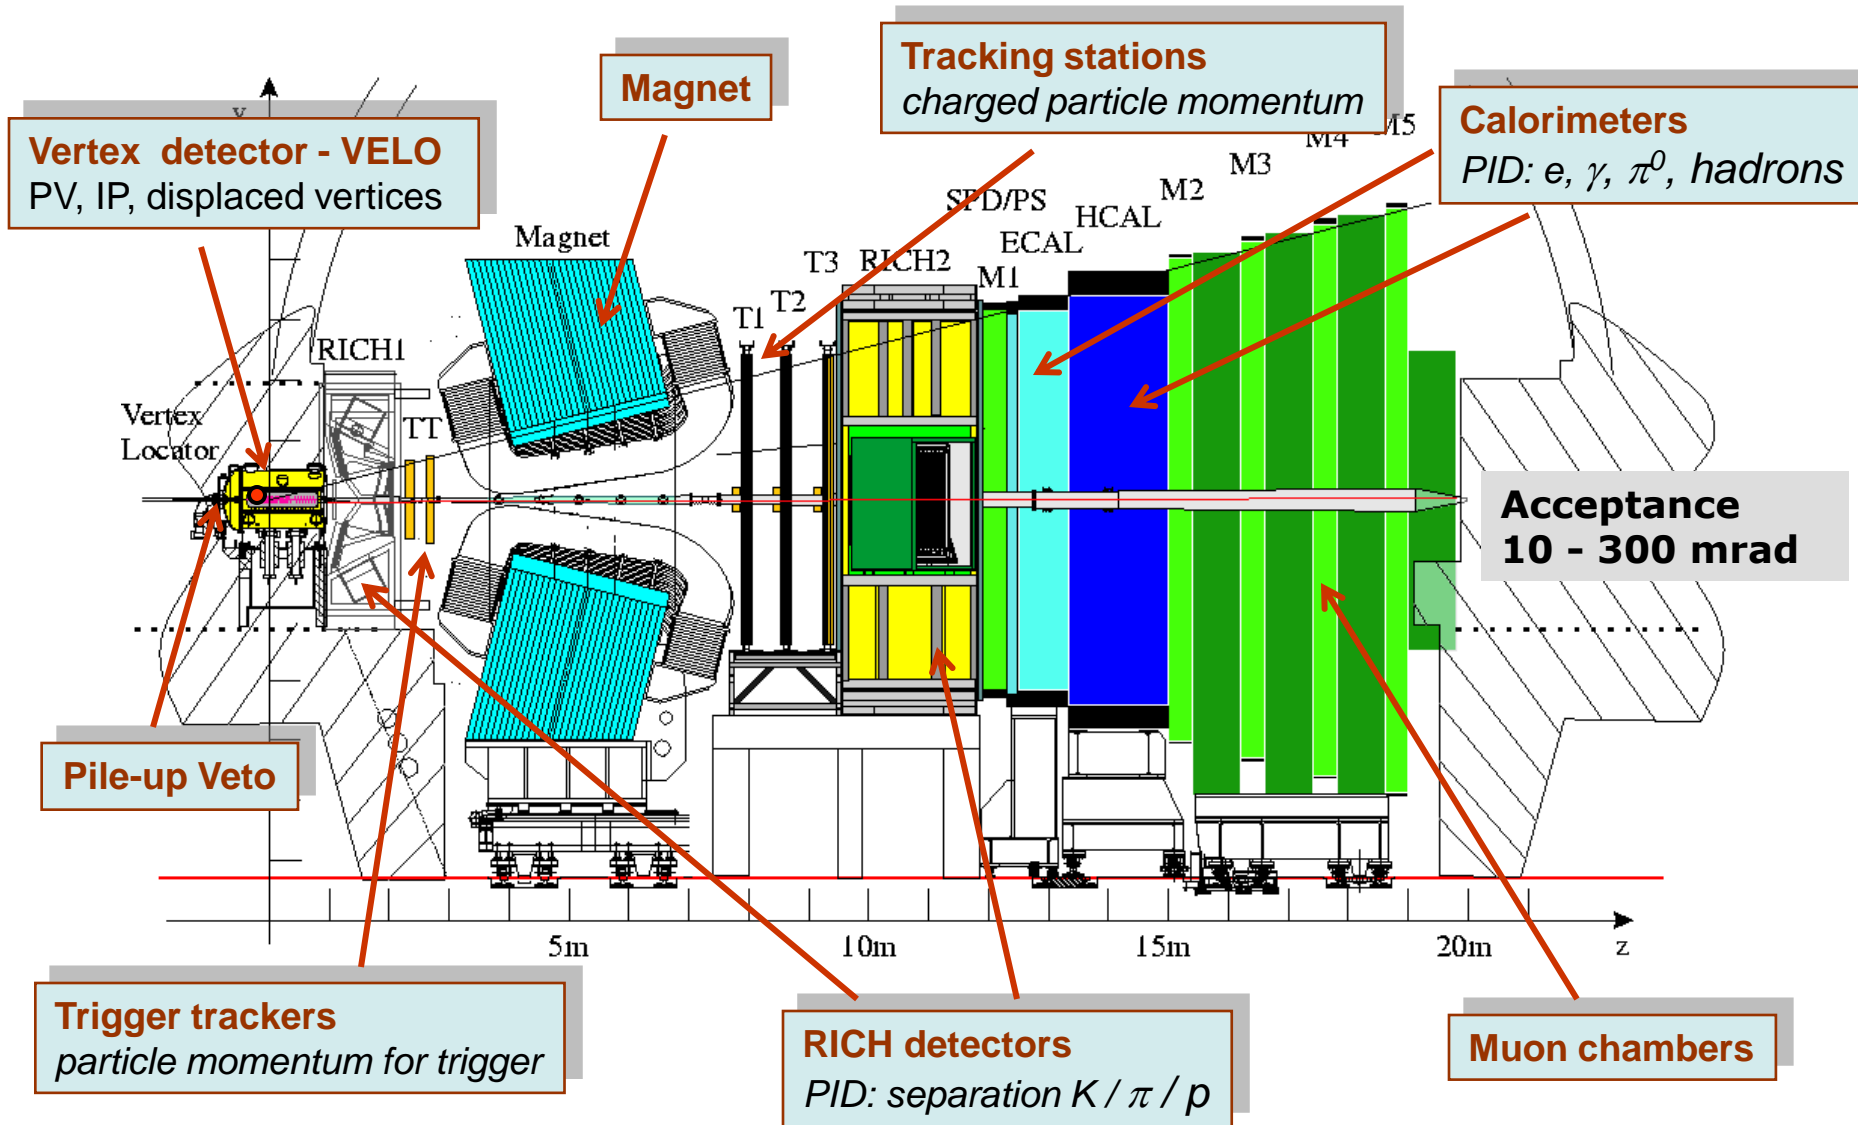 Tracking stations
charged particle momentum
Magnet
Calorimeters
PID: e, γ, π⁰, hadrons
Vertex detector - VELO
PV, IP, displaced vertices
y
M5
M4
M3
M2
SPD/PS
HCAL
ECAL
Magnet
T3
RICH2
M1
T2
T1
RICH1
Vertex
Locator
TT
Acceptance
10 - 300 mrad
Pile-up Veto
5m
10m
15m
20m
z
Trigger trackers
particle momentum for trigger
RICH detectors
PID: separation K / π / p
Muon chambers